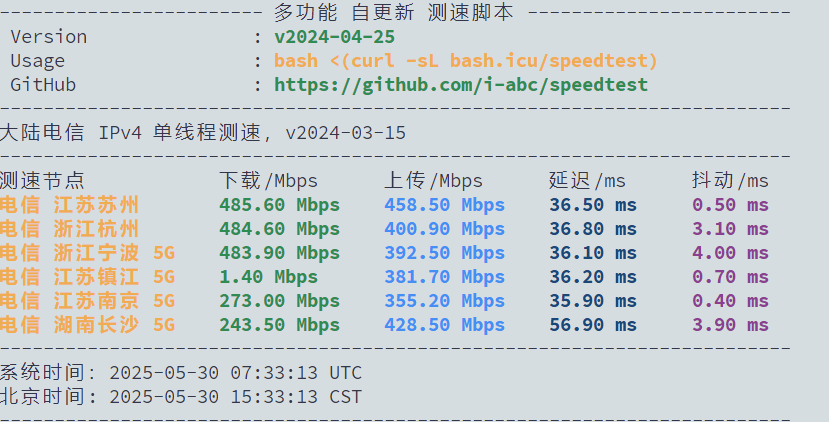 ---------------------- 多功能 自更新 测速脚本 ----------------------
Version : v2024-04-25
Usage : bash <(curl -sL bash.icu/speedtest)
GitHub : https://github.com/i-abc/speedtest
------------------------------------------------------------------------
大陆电信 IPv4 单线程测速, v2024-03-15
------------------------------------------------------------------------
测速节点 下载/Mbps 上传/Mbps 延迟/ms 抖动/ms
电信 江苏苏州 485.60 Mbps 458.50 Mbps 36.50 ms 0.50 ms
电信 浙江杭州 484.60 Mbps 400.90 Mbps 36.80 ms 3.10 ms
电信 浙江宁波 5G 483.90 Mbps 392.50 Mbps 36.10 ms 4.00 ms
电信 江苏镇江 5G 1.40 Mbps 381.70 Mbps 36.20 ms 0.70 ms
电信 江苏南京 5G 273.00 Mbps 355.20 Mbps 35.90 ms 0.40 ms
电信 湖南长沙 5G 243.50 Mbps 428.50 Mbps 56.90 ms 3.90 ms
------------------------------------------------------------------------
系统时间: 2025-05-30 07:33:13 UTC
北京时间: 2025-05-30 15:33:13 CST
------------------------------------------------------------------------